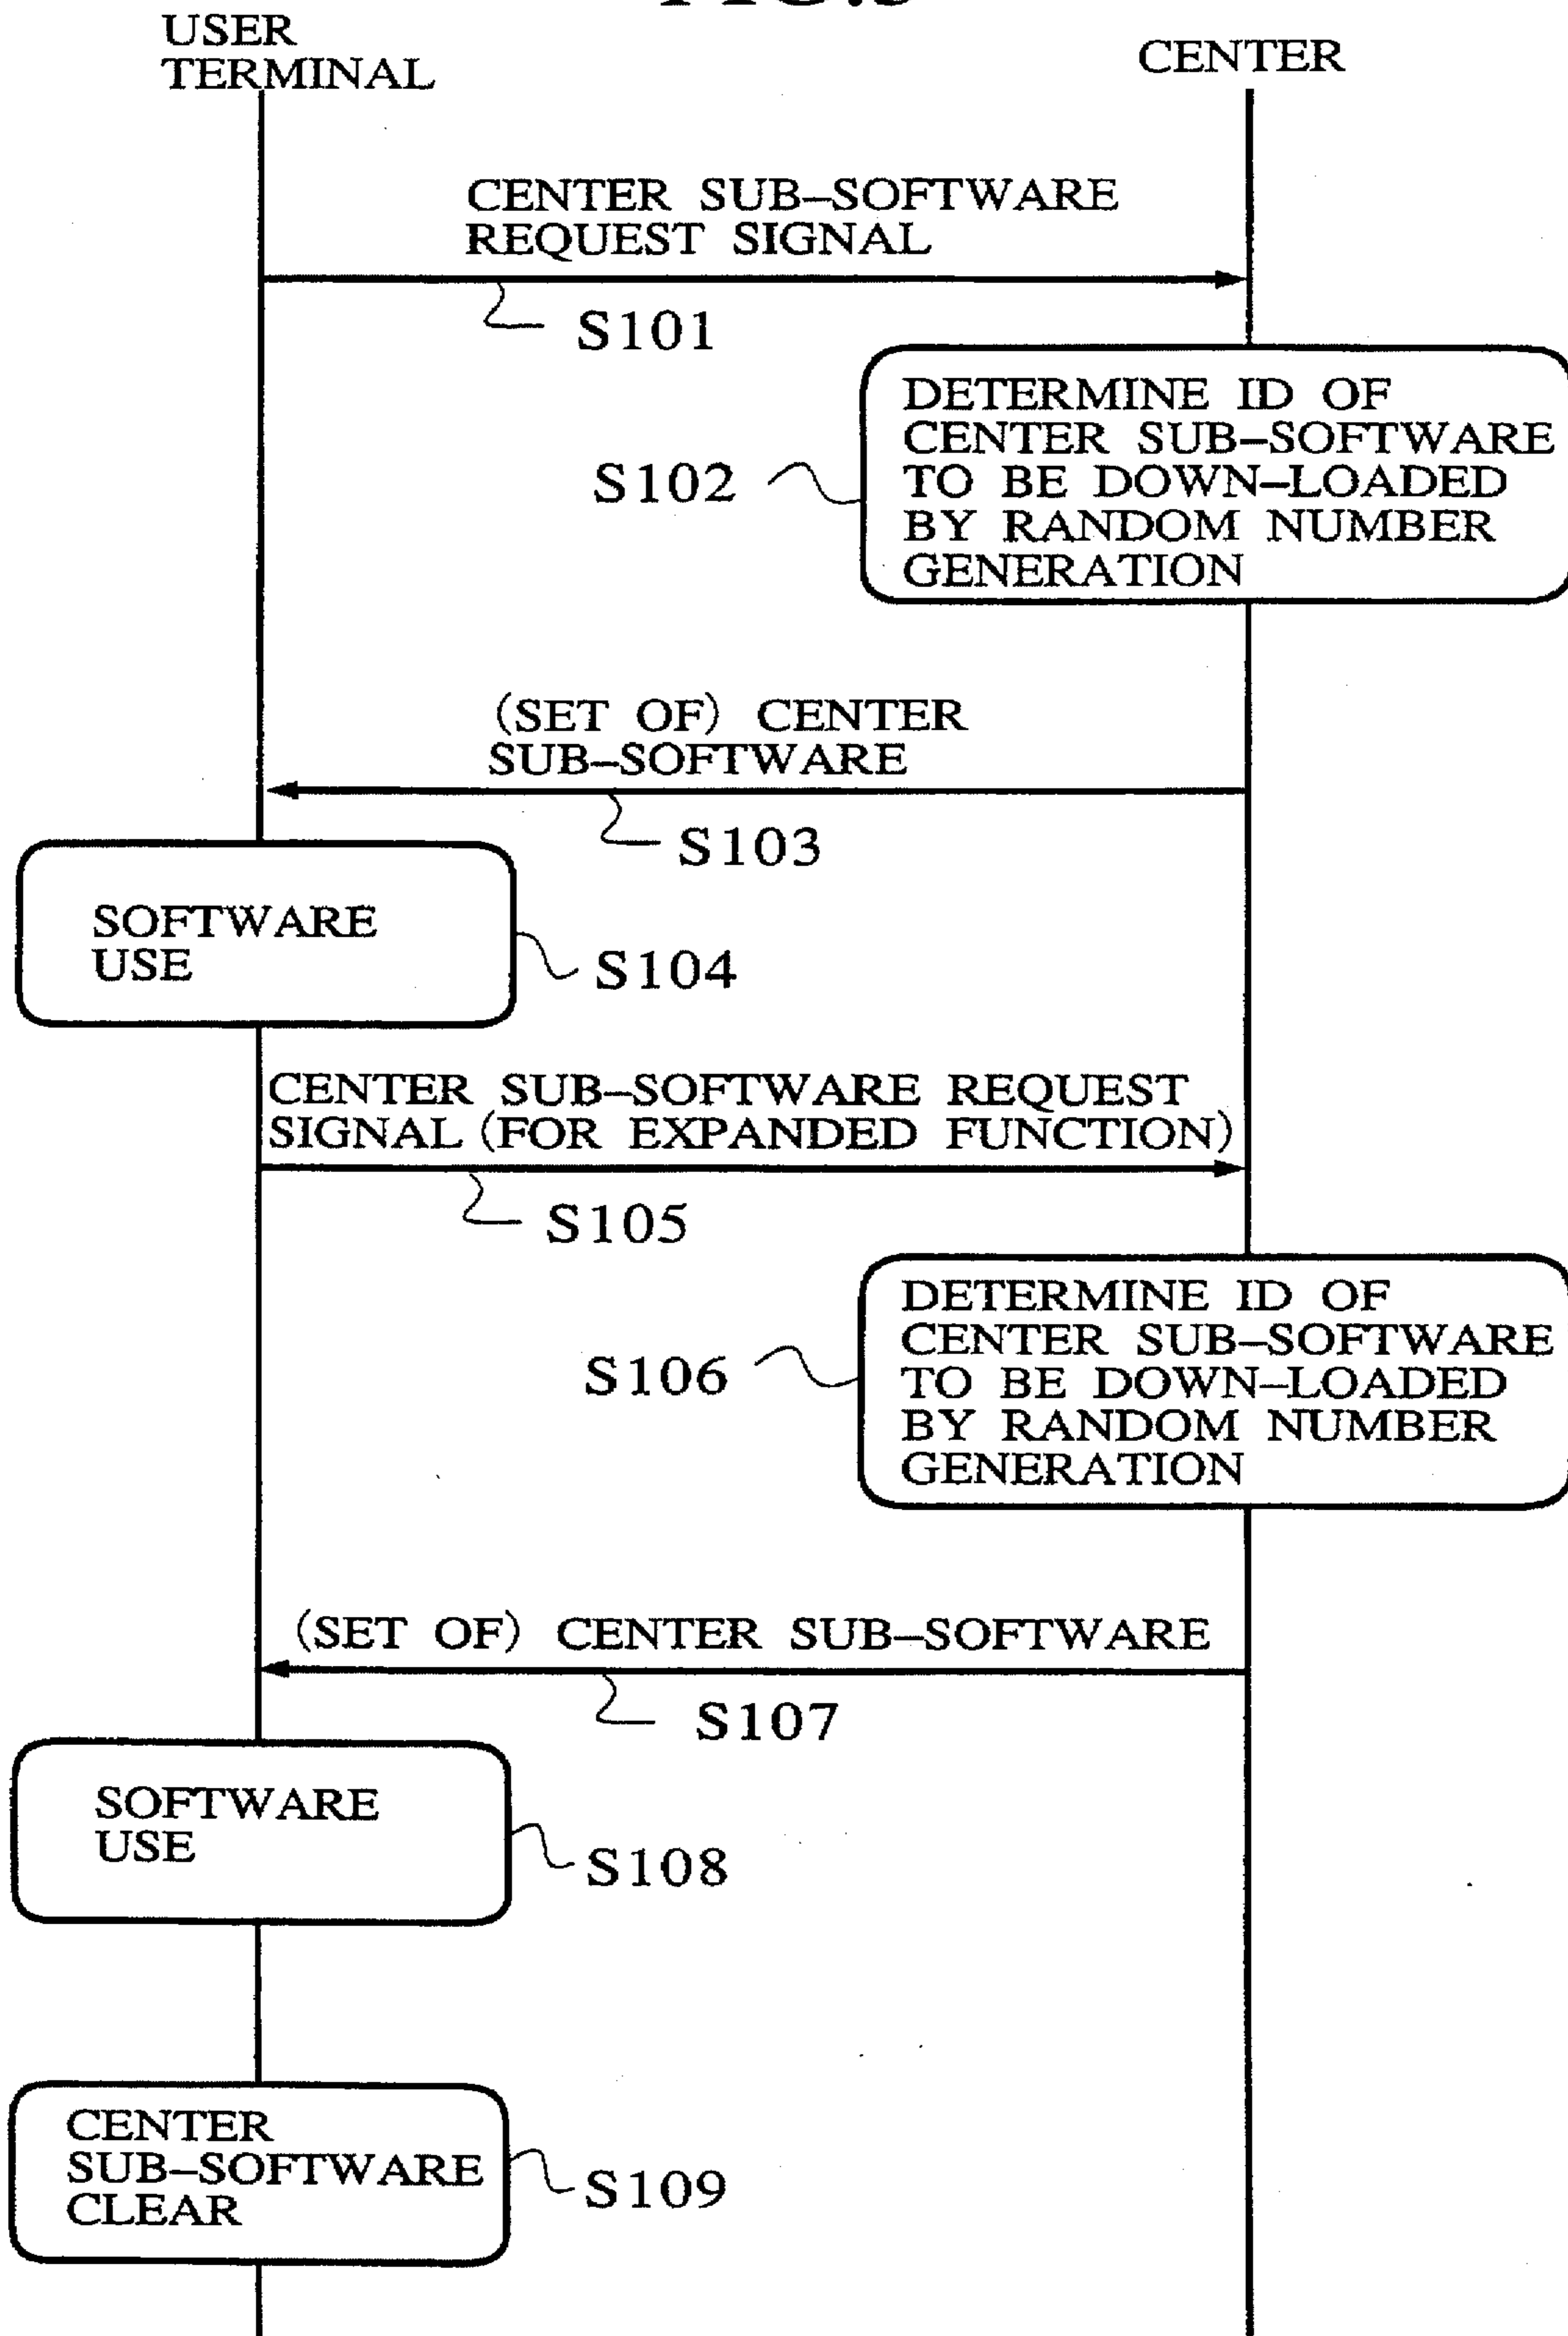 USER
TERMINAL
CENTER
CENTER SUB–SOFTWARE
REQUEST SIGNAL
S101
DETERMINE ID OF
CENTER SUB–SOFTWARE
TO BE DOWN–LOADED
BY RANDOM NUMBER
GENERATION
S102
(SET OF) CENTER
SUB–SOFTWARE
S103
SOFTWARE
USE
S104
CENTER SUB–SOFTWARE REQUEST
SIGNAL (FOR EXPANDED FUNCTION)
S105
DETERMINE ID OF
CENTER SUB–SOFTWARE
TO BE DOWN–LOADED
BY RANDOM NUMBER
GENERATION
S106
(SET OF) CENTER SUB–SOFTWARE
S107
SOFTWARE
USE
S108
CENTER
SUB–SOFTWARE
CLEAR
S109